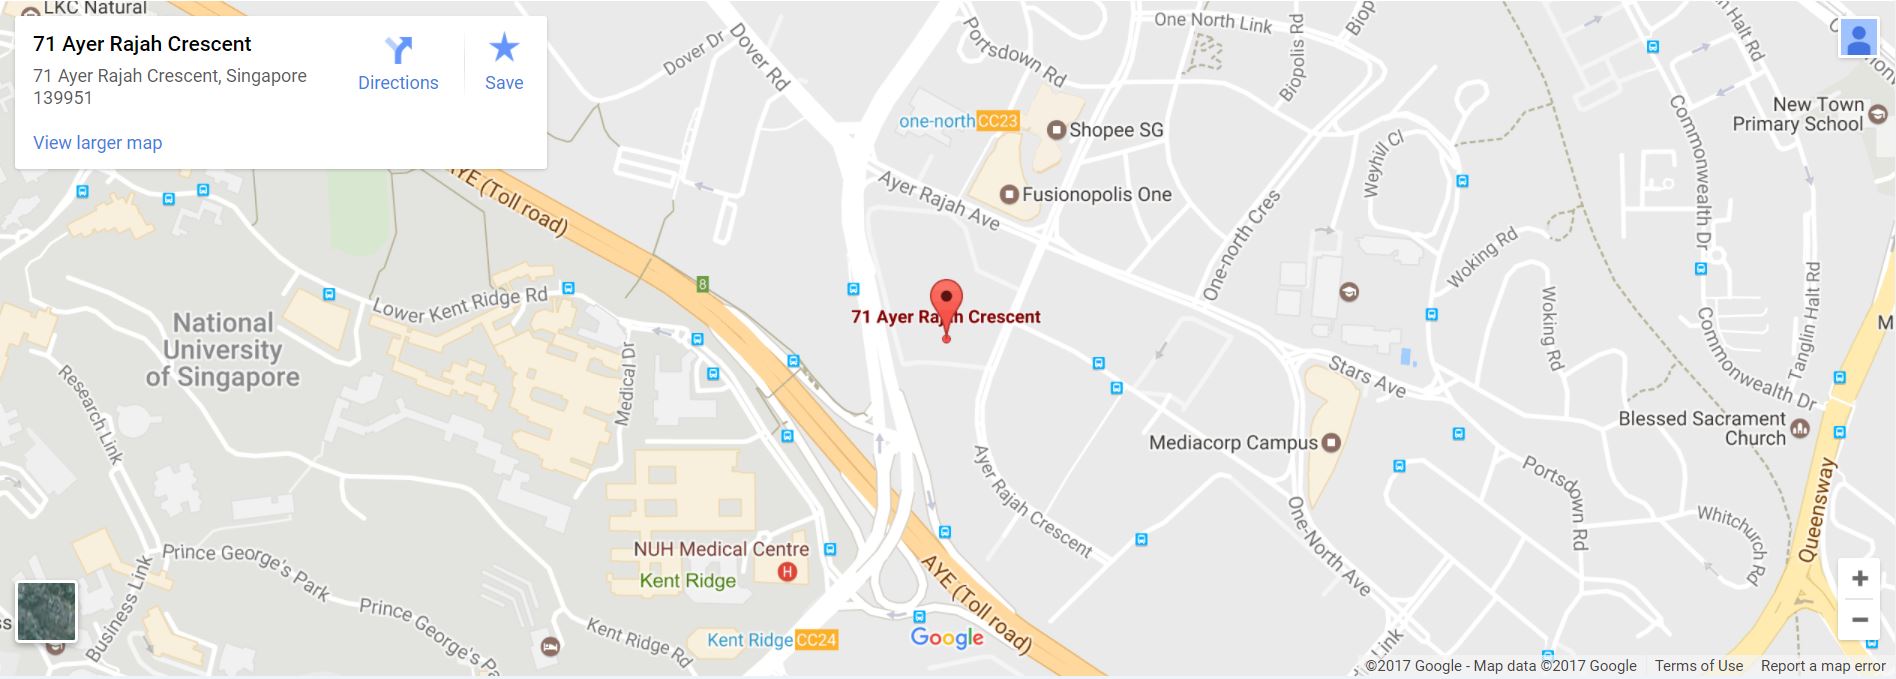 LKC Natural
71 Ayer Rajah Crescent
71 Ayer Rajah Crescent, Singapore
139951
Directions
Save
View larger map
Dover Dr
Dover Rd
Portsdown Rd
One North Link
Biopolis Rd
Biop
Halt Rd
New Town
Primary School
one-north CC23
Shopee SG
Fusionopolis One
Ayer Rajah Ave
Weyhill Cl
Commonwealth Dr
AYE (Toll road)
One-north Cres
Woking Rd
8
Lower Kent Ridge Rd
National
University
of Singapore
71 Ayer Rajah Crescent
Woking Rd
Tanglin Halt Rd
Commonwealth Dr
M
Medical Dr
Stars Ave
Research Link
Mediacorp Campus
Blessed Sacrament
Church
Ayer Rajah Crescent
Portsdown Rd
Queensway
Whitchurch Rd
One-North Ave
NUH Medical Centre
H
Kent Ridge
Prince George's Park
Business Link
Prince George's Pa
Kent Ridge Rd
Kent Ridge CC24
AYE (Toll road)
Google
Link
ss
+
−
©2017 Google - Map data ©2017 Google
Terms of Use
Report a map error